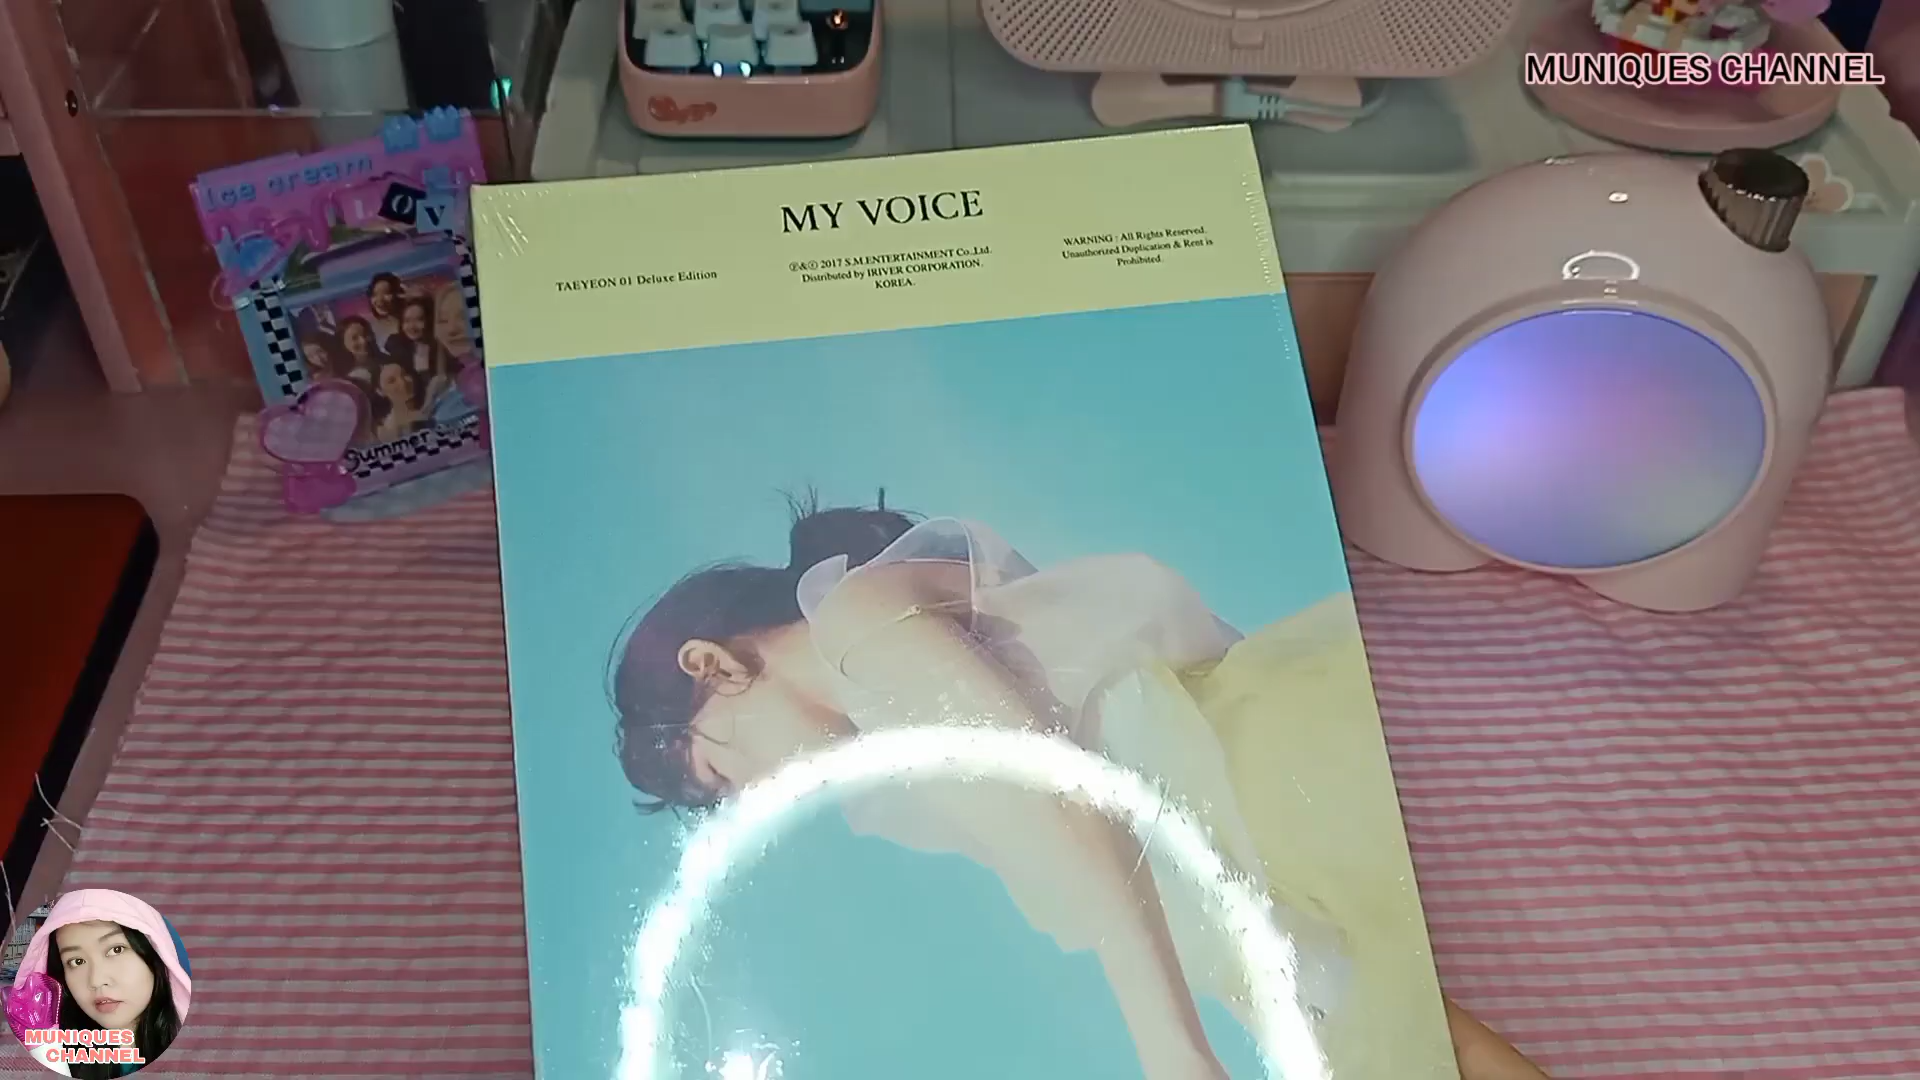 MUNIQUES CHANNEL
MY VOICE
TAEYEON 01 Deluxe Edition
℗&ⓒ 2017 S.M.ENTERTAINMENT Co.,Ltd.
Distributed by IRIVER CORPORATION.
KOREA.
WARNING : All Rights Reserved.
Unauthorized Duplication & Rent is
Prohibited.
Ice cream
LOV
Summer
MUNIQUES
CHANNEL